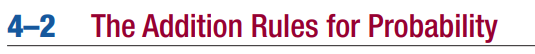 4–2 The Addition Rules for Probability